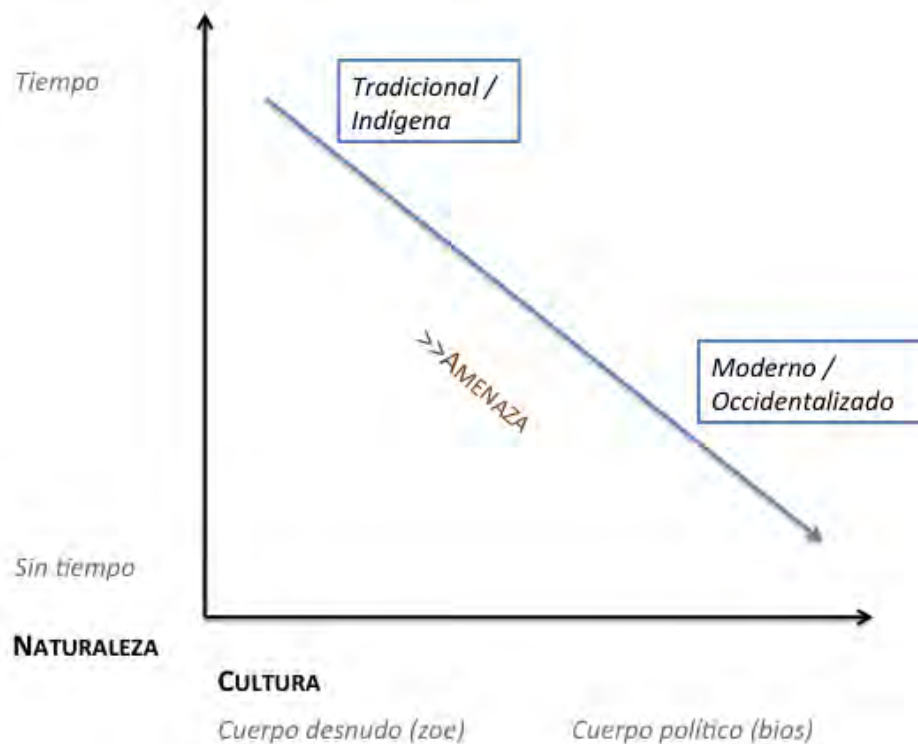 Tiempo
Tradicional /
Indígena
>>AMENAZA
Moderno /
Occidentalizado
Sin tiempo
NATURALEZA
CULTURA
Cuerpo desnudo (zoe)
Cuerpo político (bios)